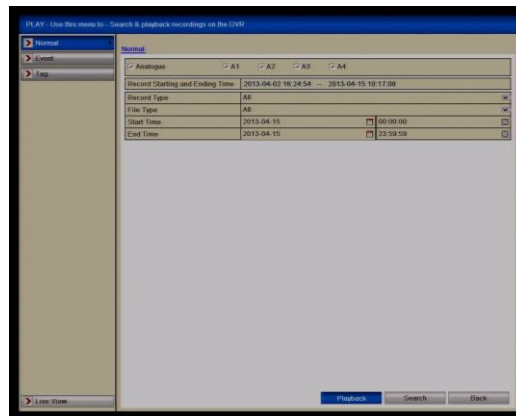 PLAY - Use this menu to - Search & playback recordings on the DVR
Normal
Event
Tag
Live View
Normal
Analogue A1 A2 A3 A4
Record Starting and Ending Time 2013-04-02 16:24:54 -- 2013-04-15 10:17:08
Record Type All
File Type All
Start Time 2013-04-15 00:00:00
End Time 2013-04-15 23:59:59
Playback Search Back